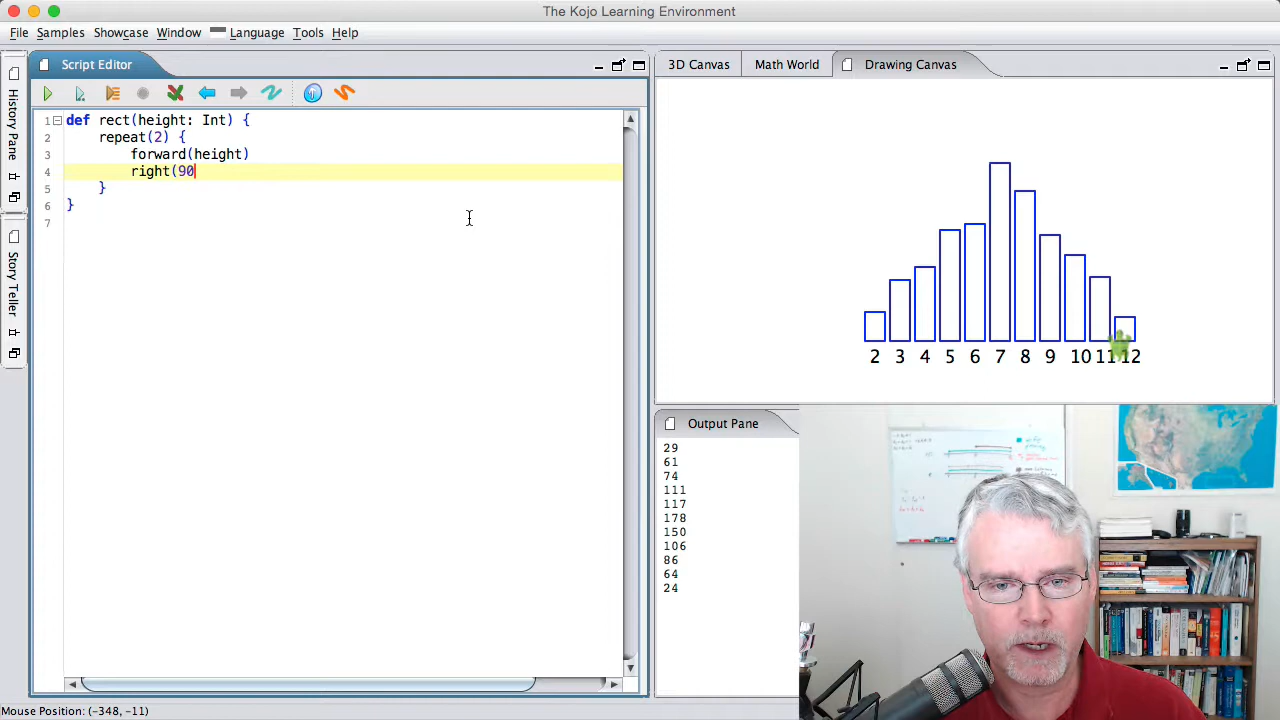 The Kojo Learning Environment
File Samples Showcase Window Language Tools Help
History Pane
Story Teller
Script Editor
1 def rect(height: Int) {
2 repeat(2) {
3 forward(height)
4 right(90
5 }
6 }
7
3D Canvas Math World Drawing Canvas
2 3 4 5 6 7 8 9 10 11 12
Output Pane
29
61
74
111
117
178
150
106
86
64
24
Mouse Position: (-348, -11)